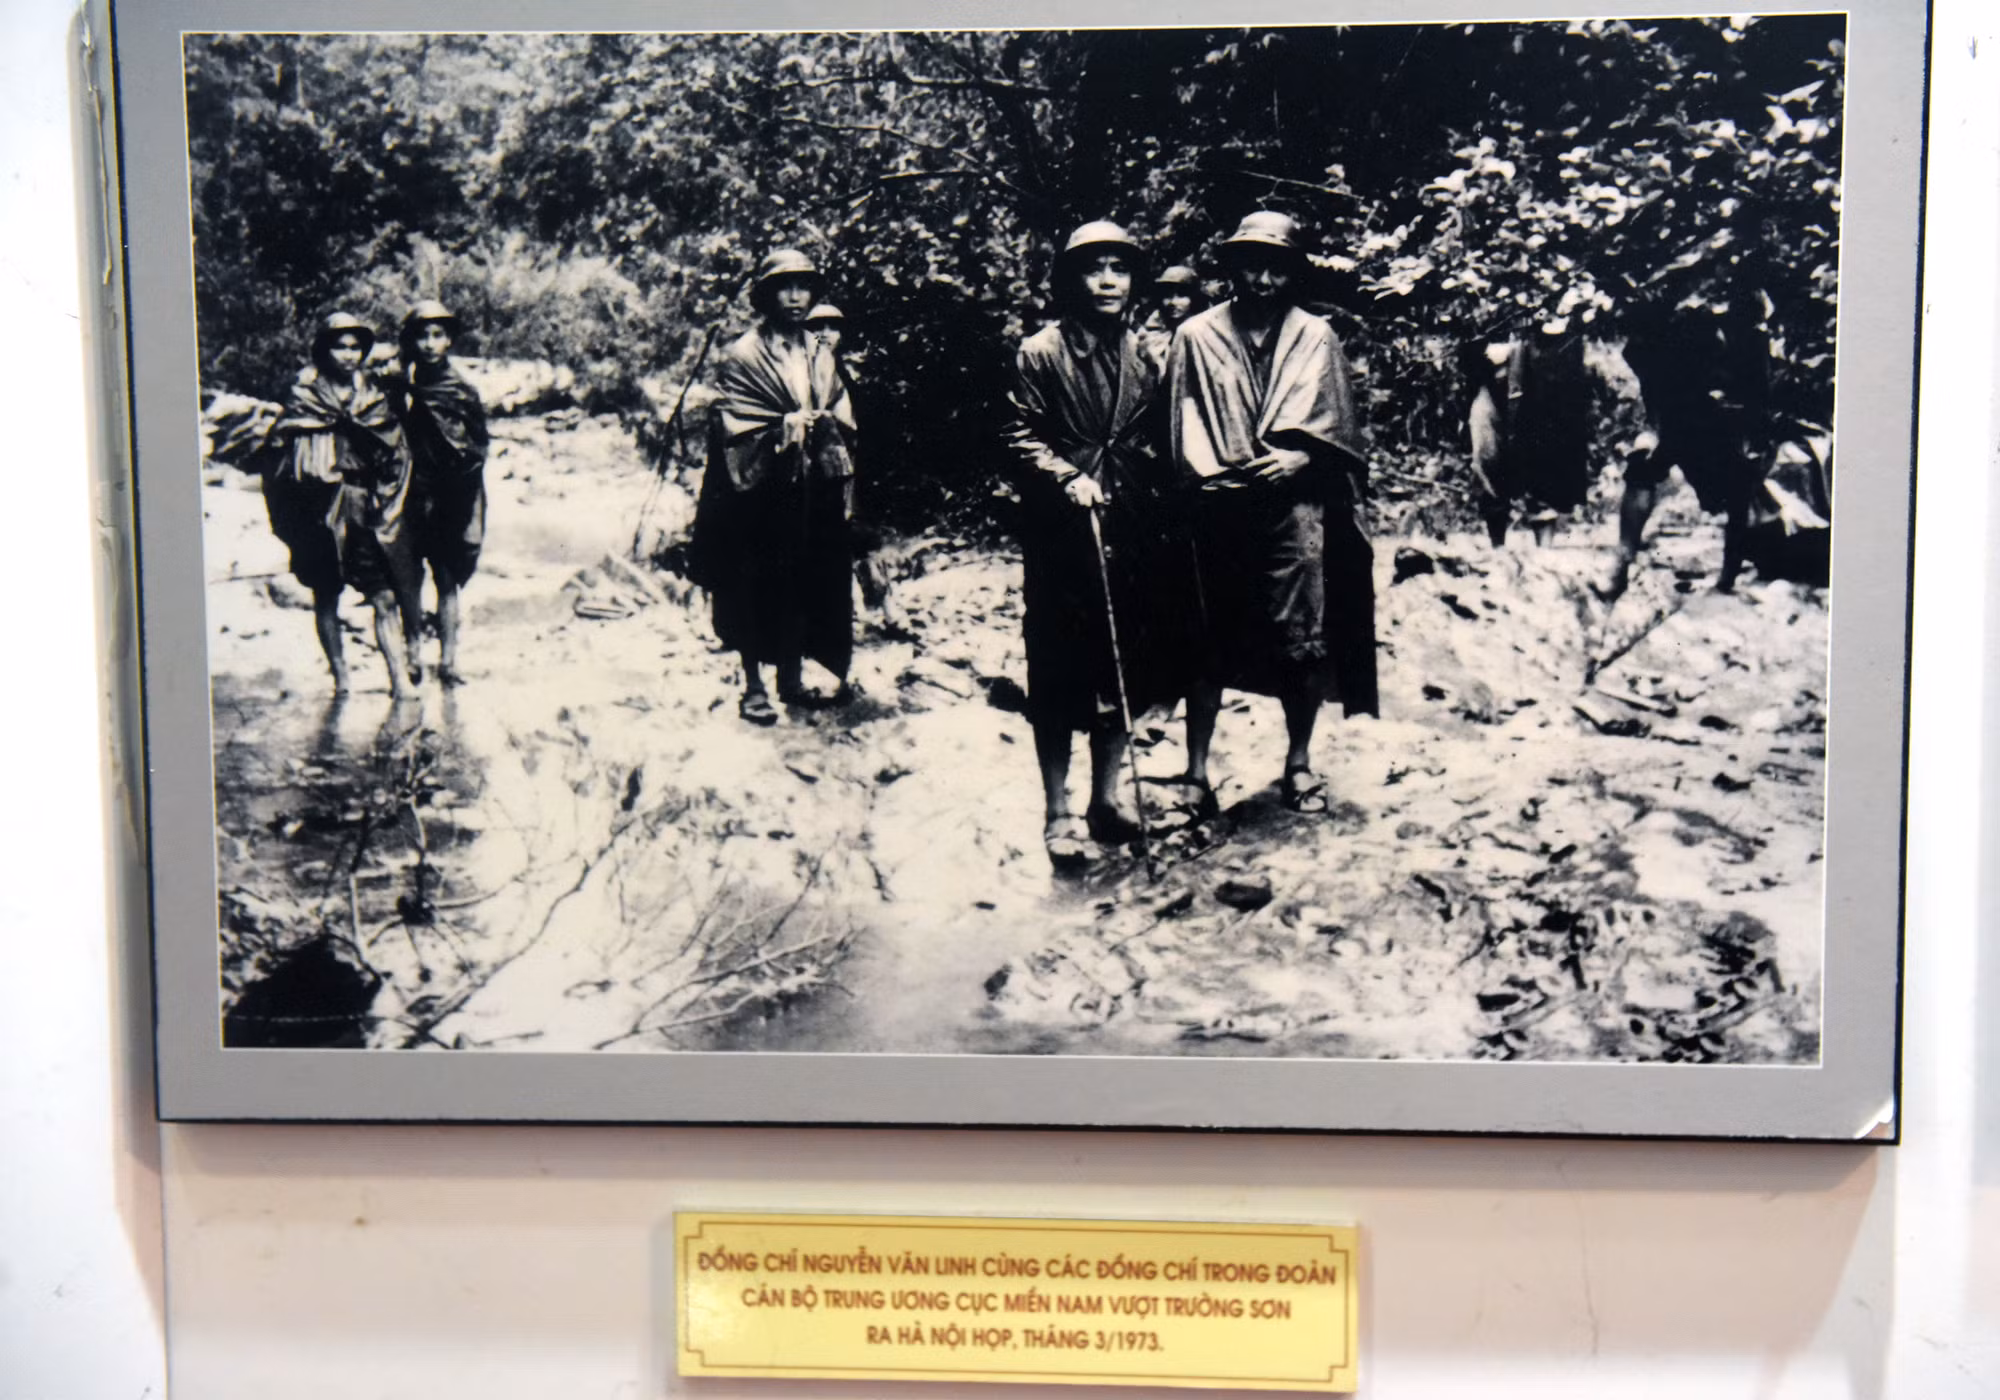 ĐỒNG CHÍ NGUYỄN VĂN LINH CÙNG CÁC ĐỒNG CHÍ TRONG ĐOÀN
CÁN BỘ TRUNG ƯƠNG CỤC MIỀN NAM VƯỢT TRƯỜNG SƠN
RA HÀ NỘI HỌP, THÁNG 3/1973.